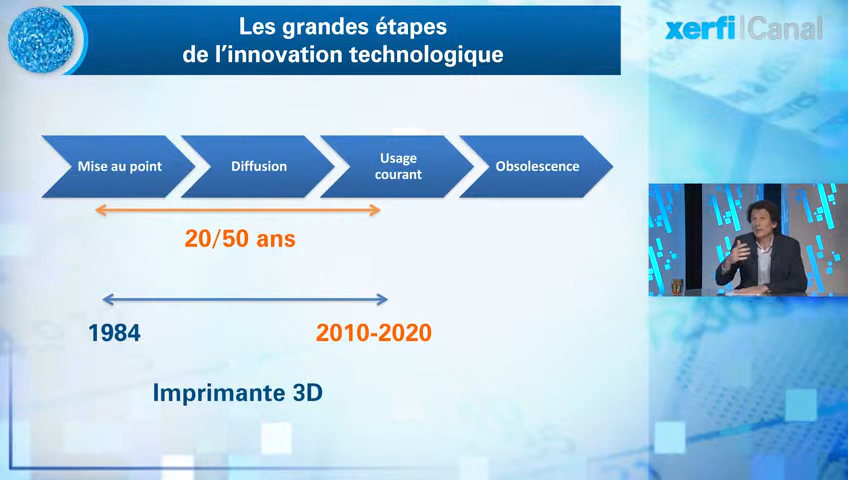 Les grandes étapes
de l'innovation technologique
xerfi|Canal
Mise au point
Diffusion
Usage
courant
Obsolescence
20/50 ans
1984
2010-2020
Imprimante 3D